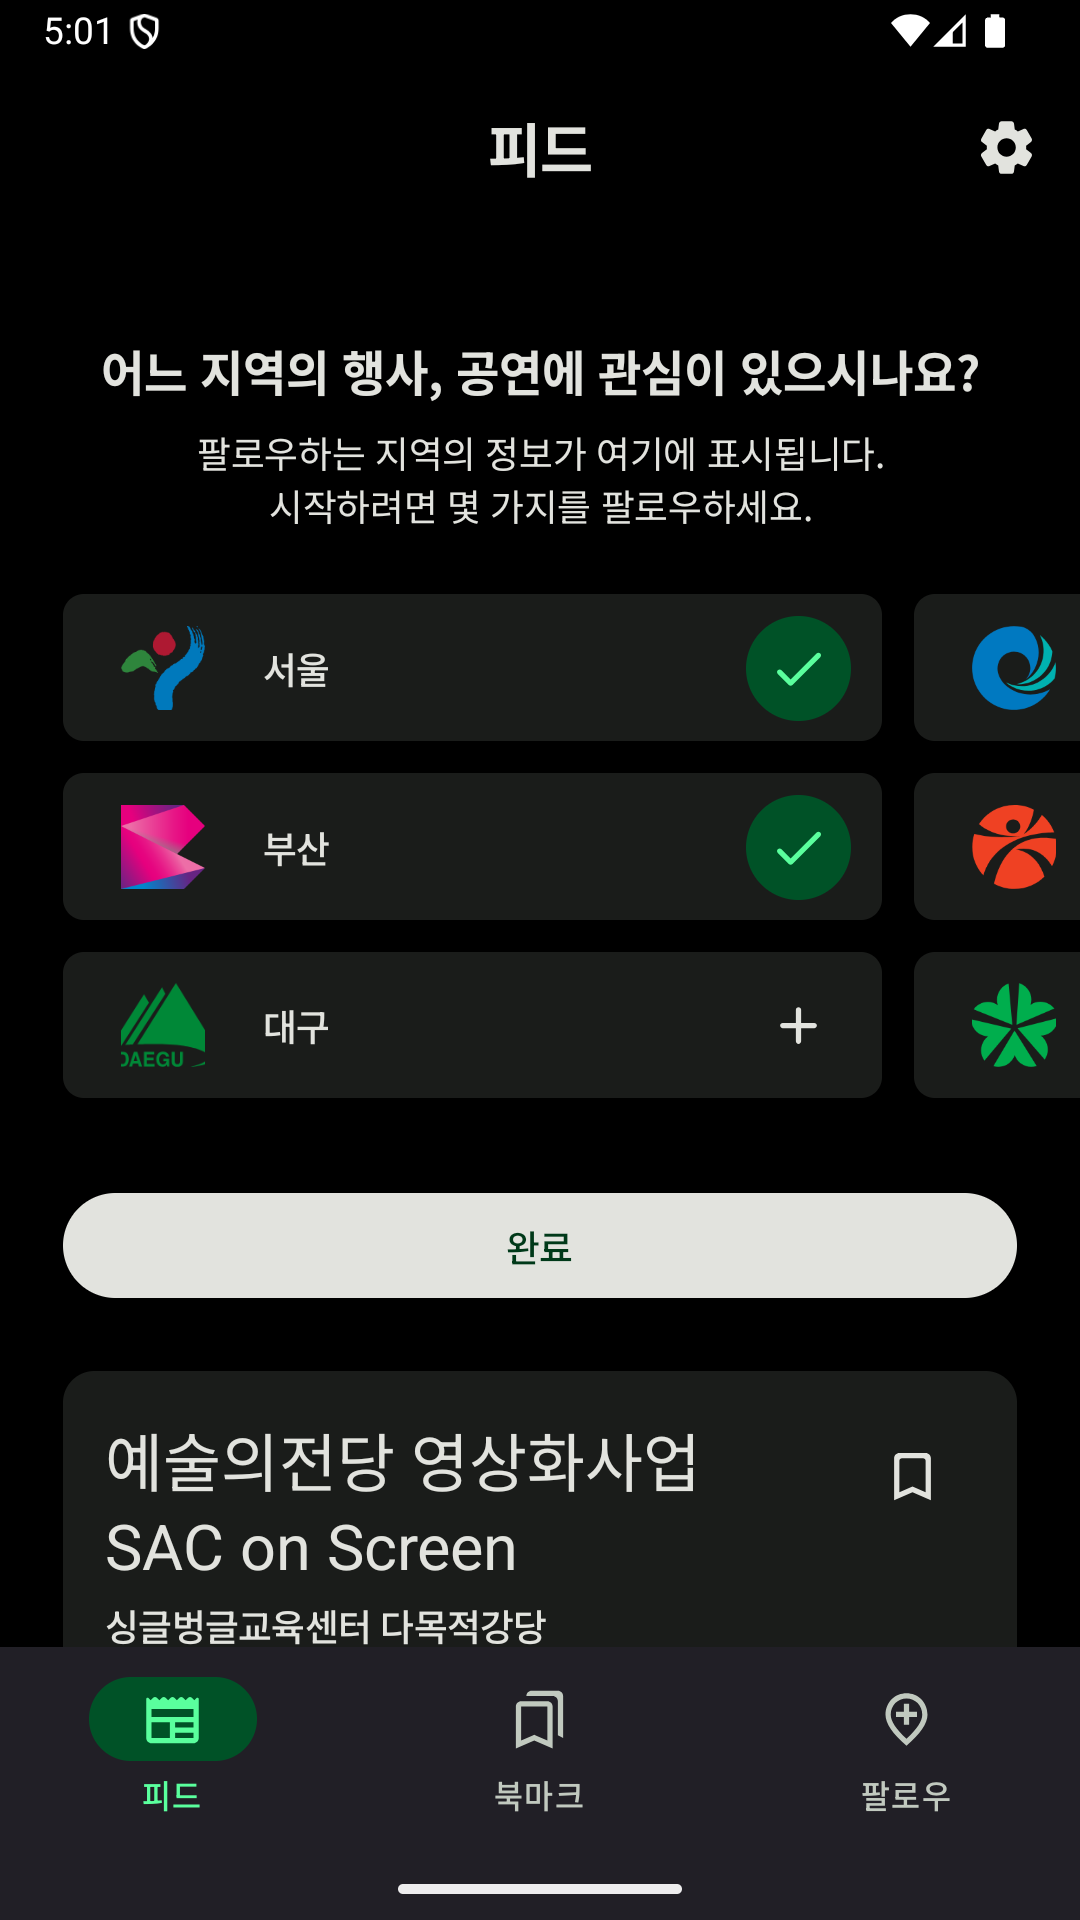 5:01
피드
어느 지역의 행사, 공연에 관심이 있으시나요?
팔로우하는 지역의 정보가 여기에 표시됩니다.
시작하려면 몇 가지를 팔로우하세요.
서울
부산
DAEGU
대구
완료
예술의전당 영상화사업
SAC on Screen
싱글벙글교육센터 다목적강당
피드
북마크
팔로우